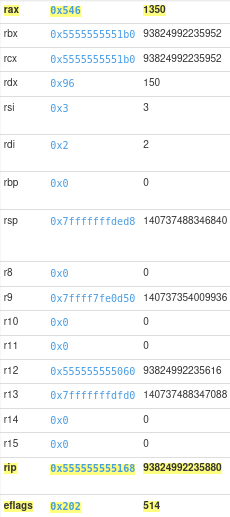 rax 0x546 1350
rbx 0x5555555551b0 93824992235952
rcx 0x5555555551b0 93824992235952
rdx 0x96 150
rsi 0x3 3
rdi 0x2 2
rbp 0x0 0
rsp 0x7fffffffded8 140737488346840
r8 0x0 0
r9 0x7ffff7fe0d50 140737354009936
r10 0x0 0
r11 0x0 0
r12 0x555555555060 93824992235616
r13 0x7fffffffdfd0 140737488347088
r14 0x0 0
r15 0x0 0
rip 0x555555555168 93824992235880
eflags 0x202 514